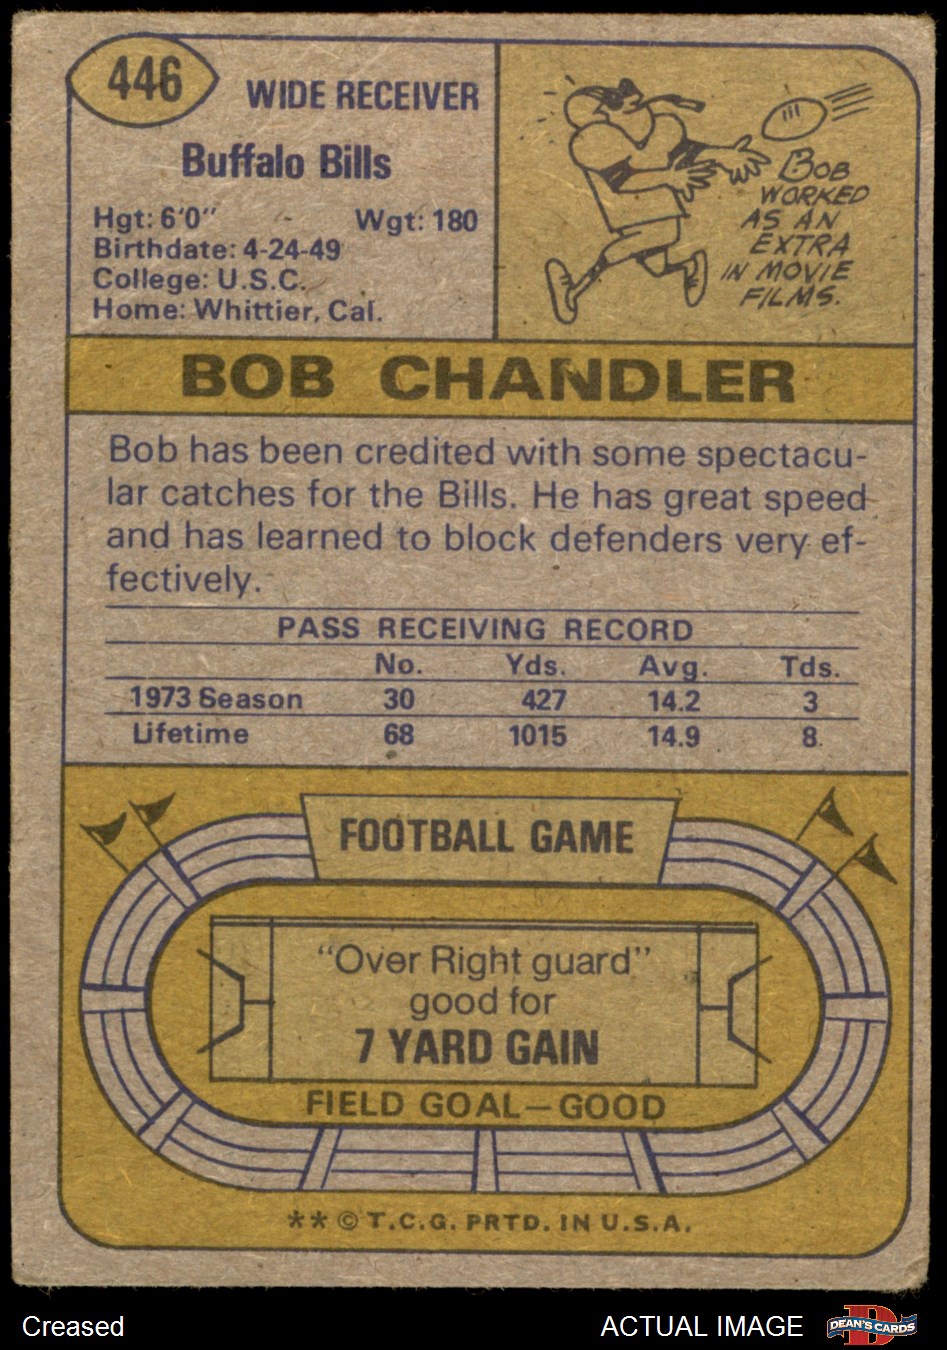 446
WIDE RECEIVER
Buffalo Bills
Hgt: 6'0" Wgt: 180
Birthdate: 4-24-49
College: U.S.C.
Home: Whittier, Cal.
BOB
WORKED
AS AN
EXTRA
IN MOVIE
FILMS.
BOB CHANDLER
Bob has been credited with some spectacu-
lar catches for the Bills. He has great speed
and has learned to block defenders very ef-
fectively.
PASS RECEIVING RECORD
No. Yds. Avg. Tds.
1973 Season 30 427 14.2 3
Lifetime 68 1015 14.9 8
FOOTBALL GAME
"Over Right guard"
good for
7 YARD GAIN
FIELD GOAL—GOOD
** © T.C.G. PRTD. IN U.S.A.
Creased
ACTUAL IMAGE
DEAN'S CARDS